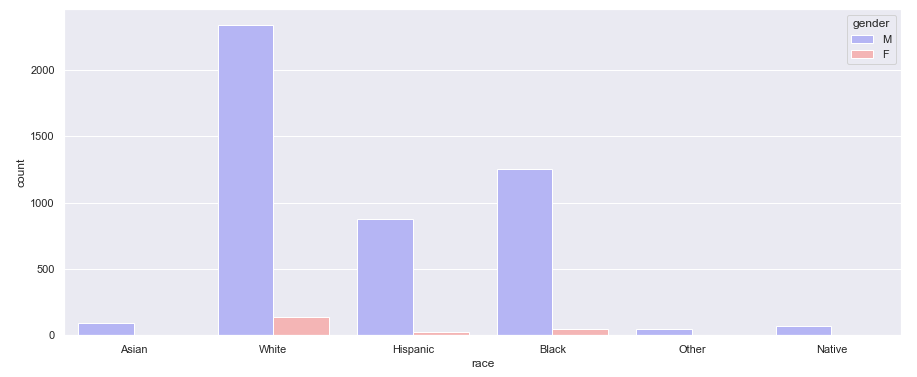 gender
M
F
2000
1500
1000
500
0
count
Asian
White
Hispanic
Black
Other
Native
race